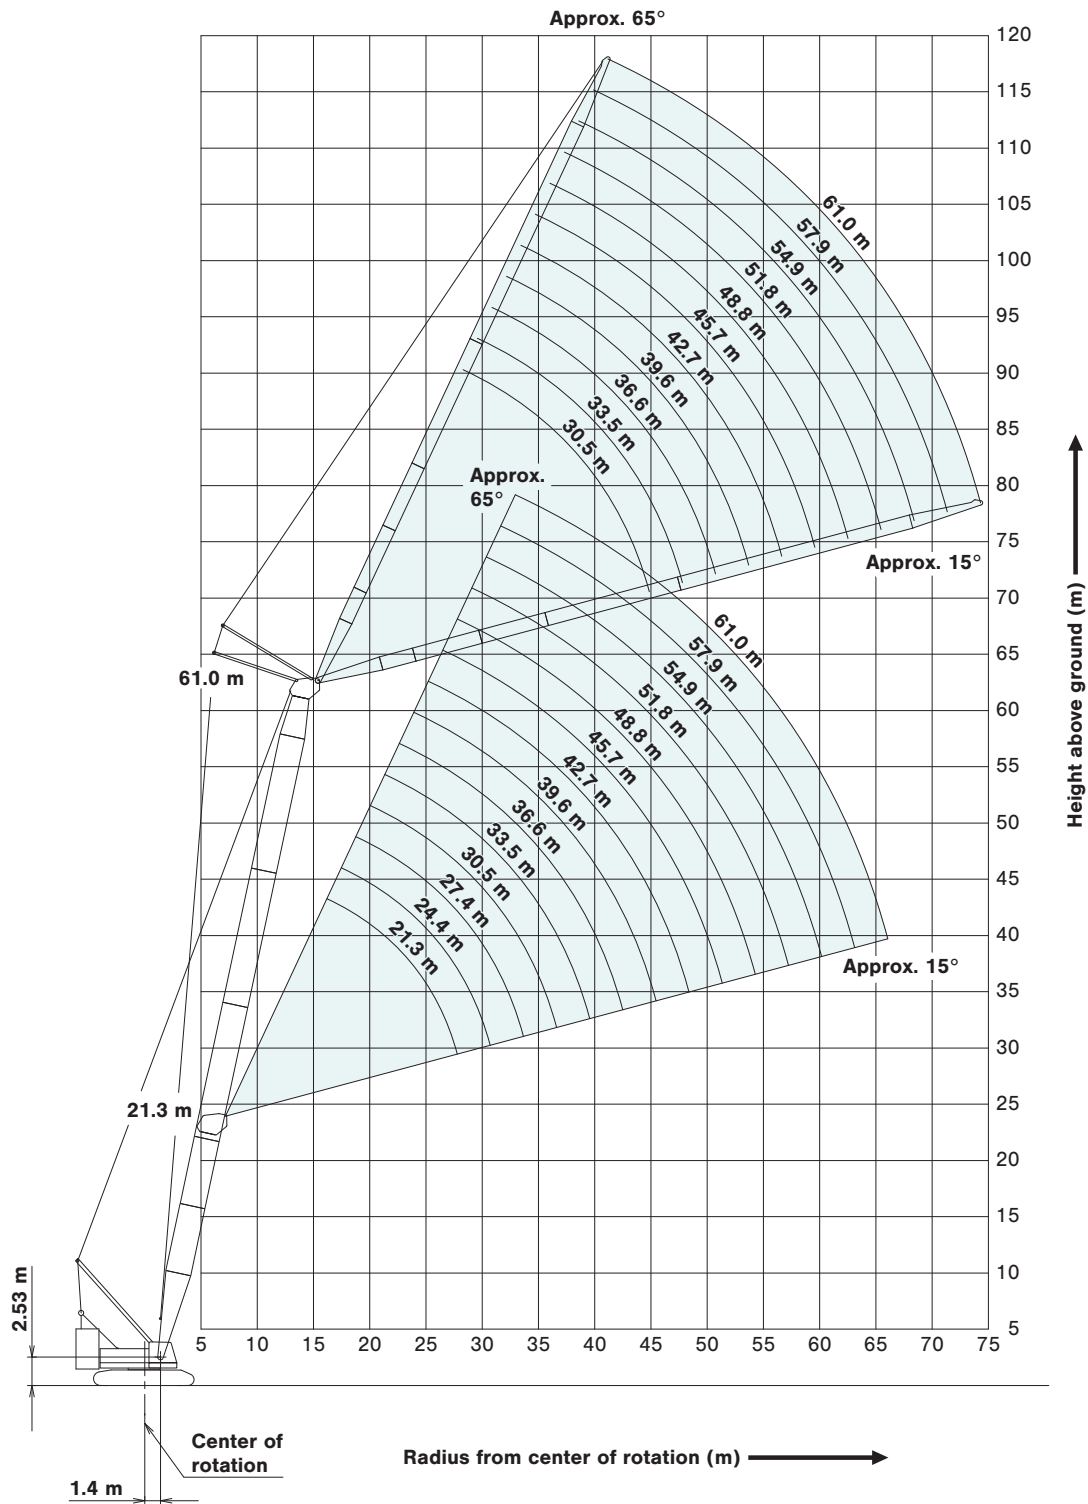 Approx. 65°
120
115
110
105
100
95
90
85
80
75
70
65
60
55
50
45
40
35
30
25
20
15
10
5
61.0 m
57.9 m
54.9 m
51.8 m
48.8 m
45.7 m
42.7 m
39.6 m
36.6 m
33.5 m
30.5 m
Approx.
65°
Approx. 15°
61.0 m
61.0 m
57.9 m
54.9 m
51.8 m
48.8 m
45.7 m
42.7 m
39.6 m
36.6 m
33.5 m
30.5 m
27.4 m
24.4 m
21.3 m
Approx. 15°
21.3 m
Height above ground (m)
2.53 m
5 10 15 20 25 30 35 40 45 50 55 60 65 70 75
Center of
rotation
Radius from center of rotation (m)
1.4 m